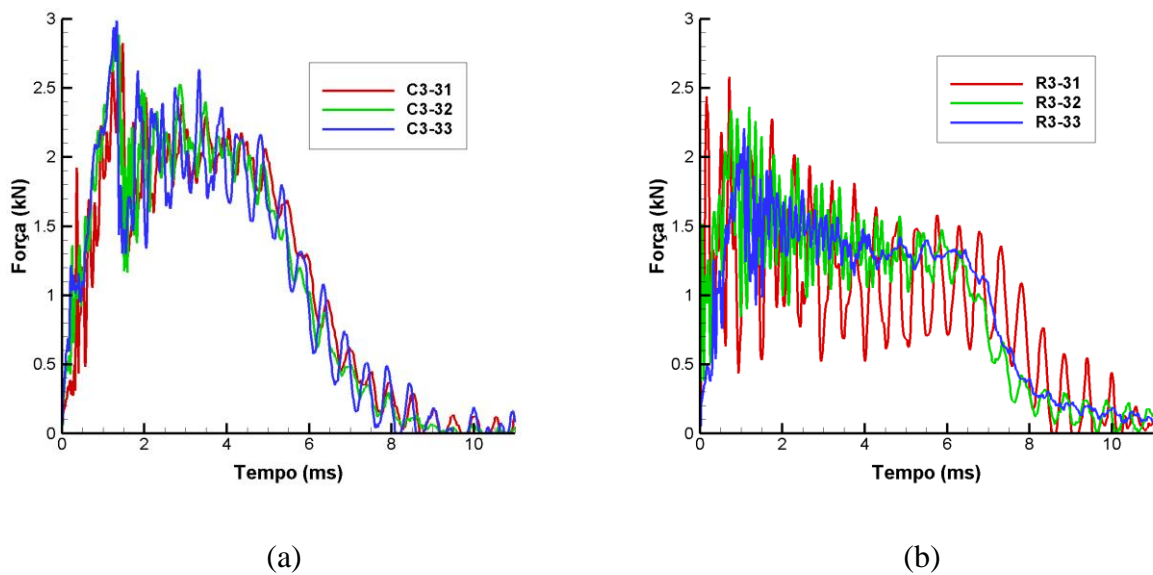 3
2.5
2
1.5
1
0.5
0
0 2 4 6 8 10
Força (kN)
Tempo (ms)
C3-31
C3-32
C3-33
(a)
3
2.5
2
1.5
1
0.5
0
0 2 4 6 8 10
Força (kN)
Tempo (ms)
R3-31
R3-32
R3-33
(b)